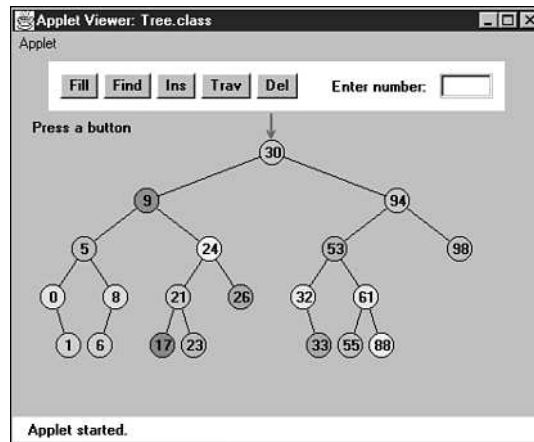 Applet Viewer: Tree.class
Applet
Fill Find Ins Trav Del Enter number:
Press a button
30
9 94
5 24 53 98
0 8 21 26 32 61
1 6 17 23 33 55 88
Applet started.